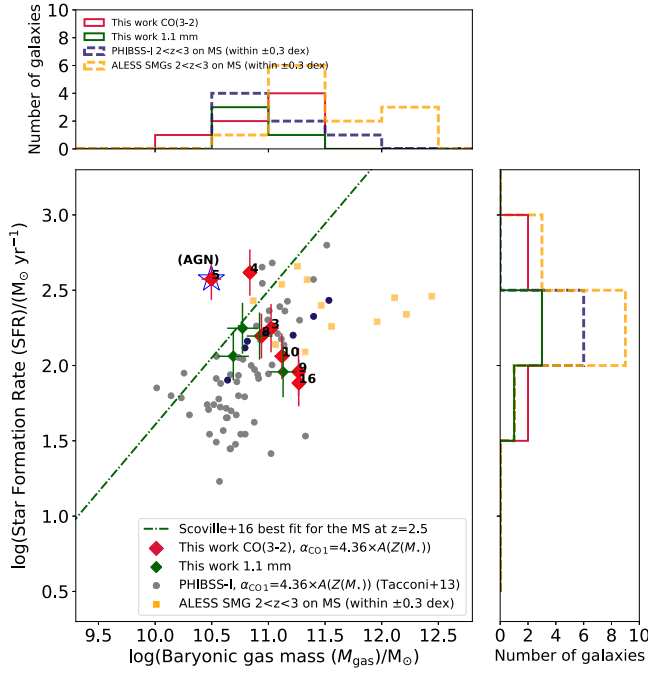 This work CO(3-2)
This work 1.1 mm
PHIBSS-I 2<z<3 on MS (within ±0.3 dex)
ALESS SMGs 2<z<3 on MS (within ±0.3 dex)
Number of galaxies
10
8
6
4
2
0
log(Star Formation Rate (SFR)/(M⊙ yr⁻¹)
3.0
2.5
2.0
1.5
1.0
0.5
(AGN)
5
4
3
8
10
9
16
Scoville+16 best fit for the MS at z=2.5
This work CO(3-2), αCO1=4.36×A(Z(M⋆))
This work 1.1 mm
PHIBSS-I, αCO1=4.36×A(Z(M⋆)) (Tacconi+13)
ALESS SMG 2<z<3 on MS (within ±0.3 dex)
9.5 10.0 10.5 11.0 11.5 12.0 12.5
log(Baryonic gas mass (Mgas)/M⊙)
0 2 4 6 8 10
Number of galaxies